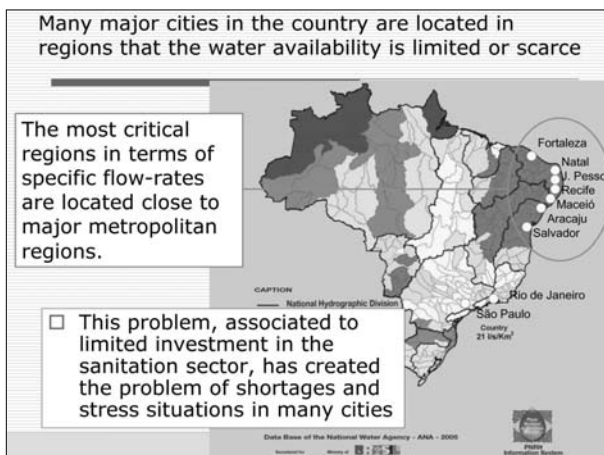 Many major cities in the country are located in
regions that the water availability is limited or scarce
The most critical
regions in terms of
specific flow-rates
are located close to
major metropolitan
regions.
Fortaleza
Natal
J. Pesso
Recife
Maceió
Aracaju
Salvador
Rio de Janeiro
São Paulo
CAPTION
National Hydrographic Division
Country
21 l/s/Km²
This problem, associated to
limited investment in the
sanitation sector, has created
the problem of shortages and
stress situations in many cities
Data Base of the National Water Agency - ANA - 2005
PNRH
Information System